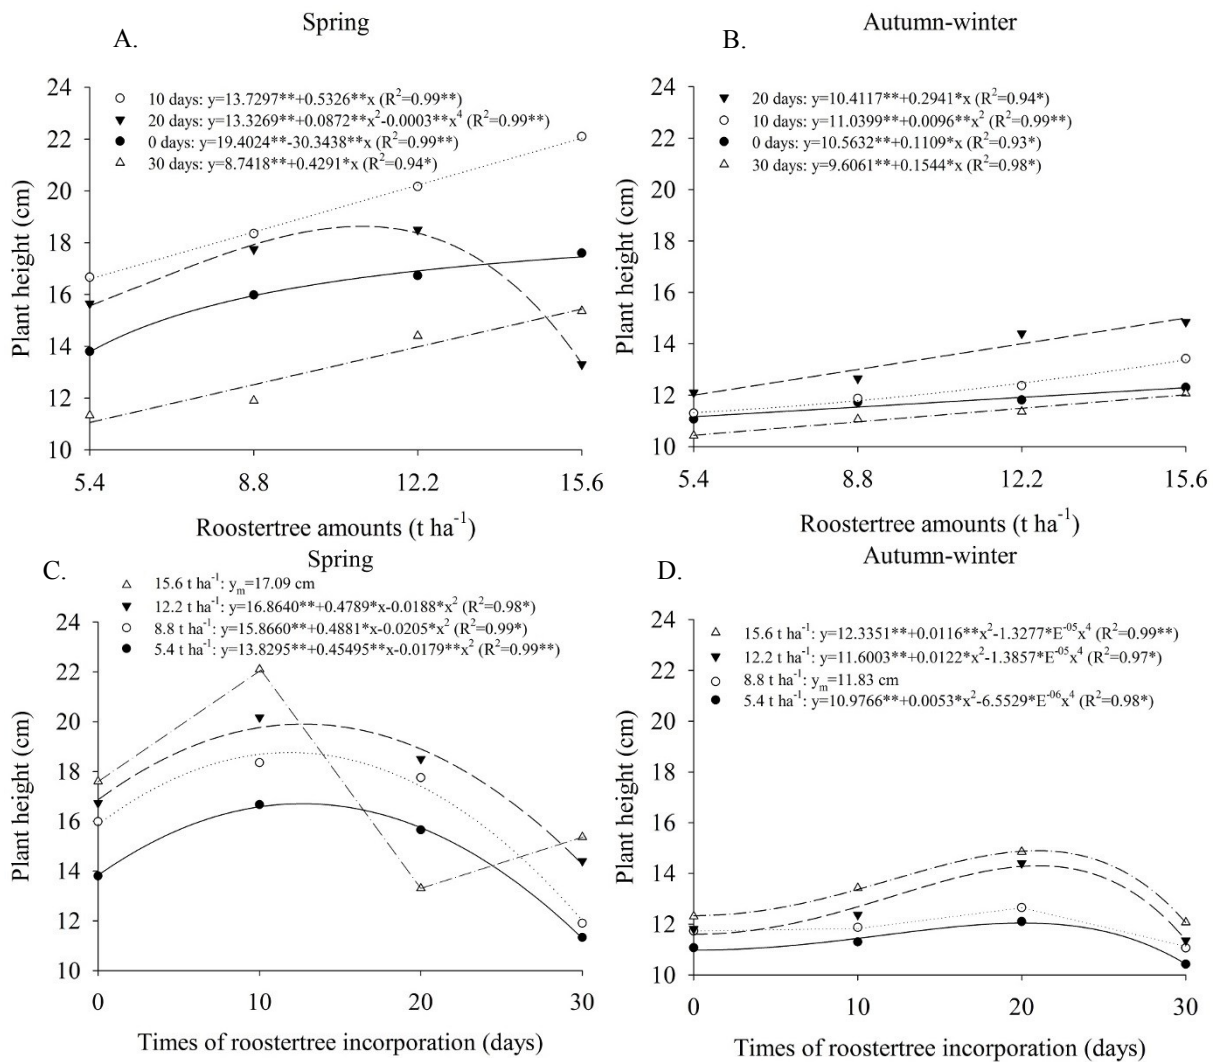 Spring
A.
24
22
20
18
16
14
12
10
Plant height (cm)
10 days: y=13.7297**+0.5326**x (R²=0.99**)
20 days: y=13.3269**+0.0872**x²-0.0003**x⁴ (R²=0.99**)
0 days: y=19.4024**-30.3438**x (R²=0.99**)
30 days: y=8.7418**+0.4291*x (R²=0.94*)
5.4 8.8 12.2 15.6
Roostertree amounts (t ha⁻¹)
Autumn-winter
B.
24
22
20
18
16
14
12
10
Plant height (cm)
20 days: y=10.4117**+0.2941*x (R²=0.94*)
10 days: y=11.0399**+0.0096**x² (R²=0.99**)
0 days: y=10.5632**+0.1109*x (R²=0.93*)
30 days: y=9.6061**+0.1544*x (R²=0.98*)
5.4 8.8 12.2 15.6
Roostertree amounts (t ha⁻¹)
C.
Spring
15.6 t ha⁻¹: yₘ=17.09 cm
12.2 t ha⁻¹: y=16.8640**+0.4789*x-0.0188*x² (R²=0.98*)
8.8 t ha⁻¹: y=15.8660**+0.4881*x-0.0205*x² (R²=0.99*)
5.4 t ha⁻¹: y=13.8295**+0.45495**x-0.0179**x² (R²=0.99**)
24
22
20
18
16
14
12
10
Plant height (cm)
0 10 20 30
Times of roostertree incorporation (days)
D.
Autumn-winter
24
22
20
18
16
14
12
10
Plant height (cm)
15.6 t ha⁻¹: y=12.3351**+0.0116**x²-1.3277*E⁻⁰⁵x⁴ (R²=0.99**)
12.2 t ha⁻¹: y=11.6003**+0.0122*x²-1.3857*E⁻⁰⁵x⁴ (R²=0.97*)
8.8 t ha⁻¹: yₘ=11.83 cm
5.4 t ha⁻¹: y=10.9766**+0.0053*x²-6.5529*E⁻⁰⁶x⁴ (R²=0.98*)
0 10 20 30
Times of roostertree incorporation (days)